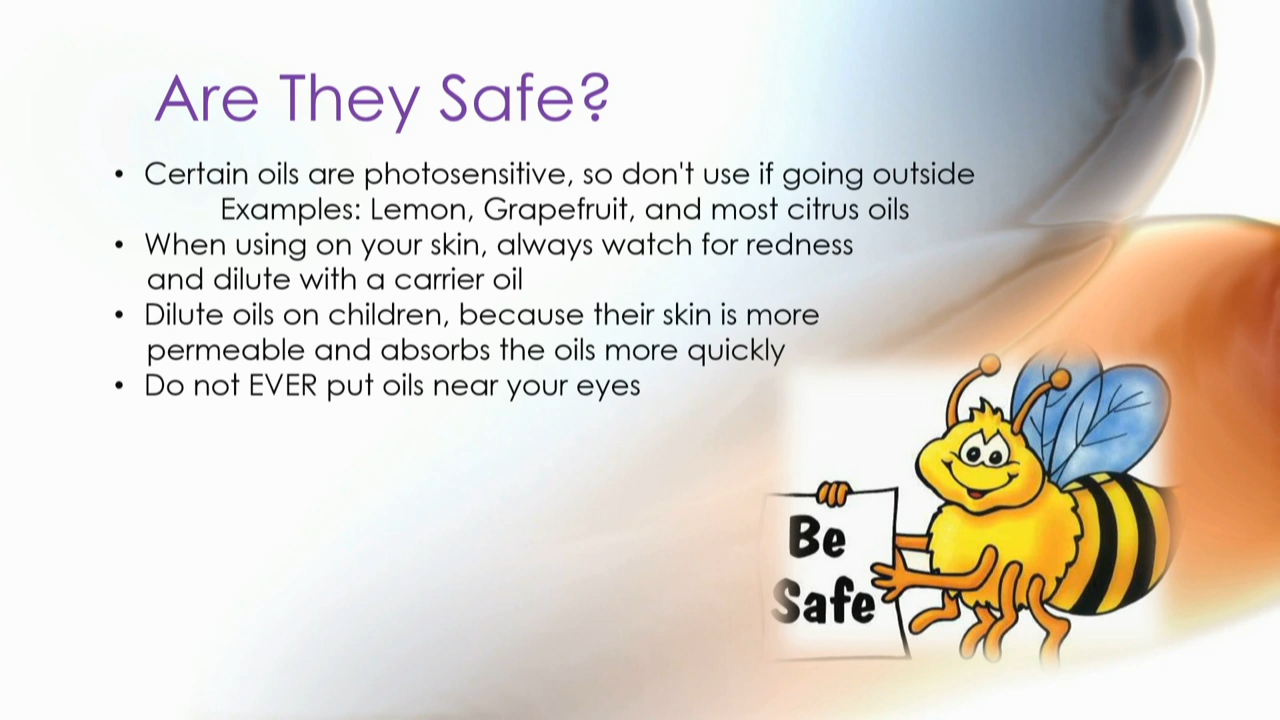 Are They Safe?
• Certain oils are photosensitive, so don't use if going outside
Examples: Lemon, Grapefruit, and most citrus oils
• When using on your skin, always watch for redness
and dilute with a carrier oil
• Dilute oils on children, because their skin is more
permeable and absorbs the oils more quickly
• Do not EVER put oils near your eyes
Be
Safe